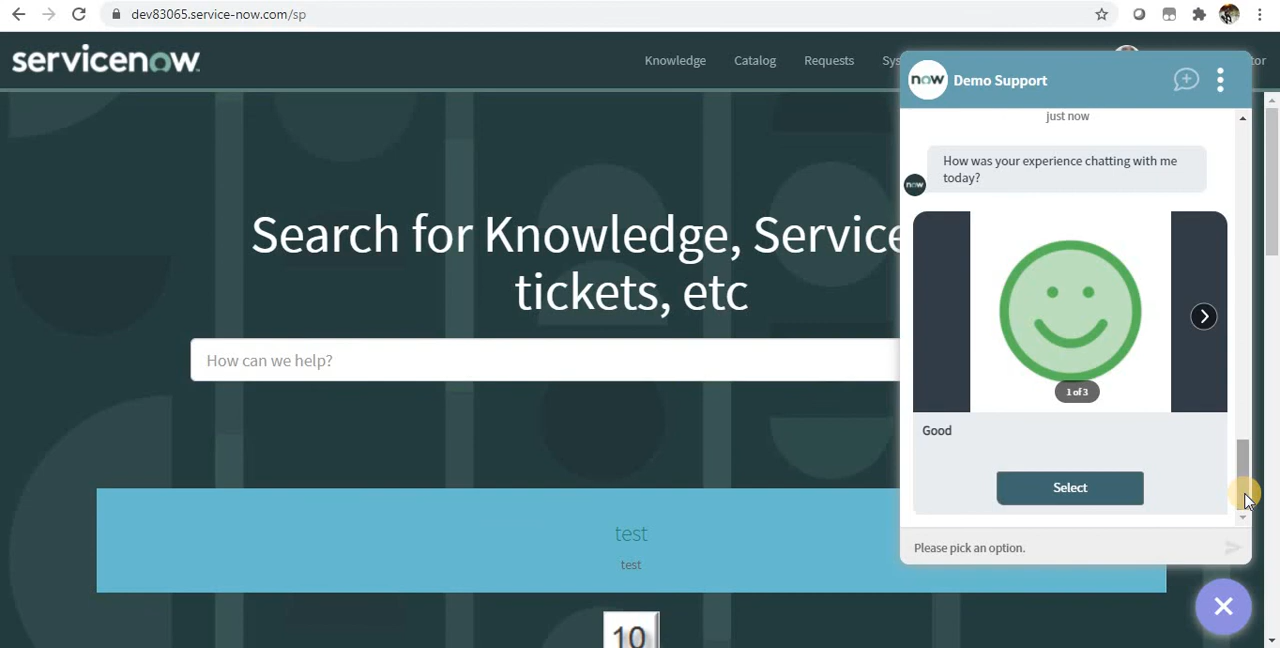 dev83065.service-now.com/sp
servicenow
Knowledge
Catalog
Requests
Sys
tor
Search for Knowledge, Service
tickets, etc
How can we help?
test
test
10
now
Demo Support
just now
How was your experience chatting with me
today?
now
1 of 3
Good
Select
Please pick an option.